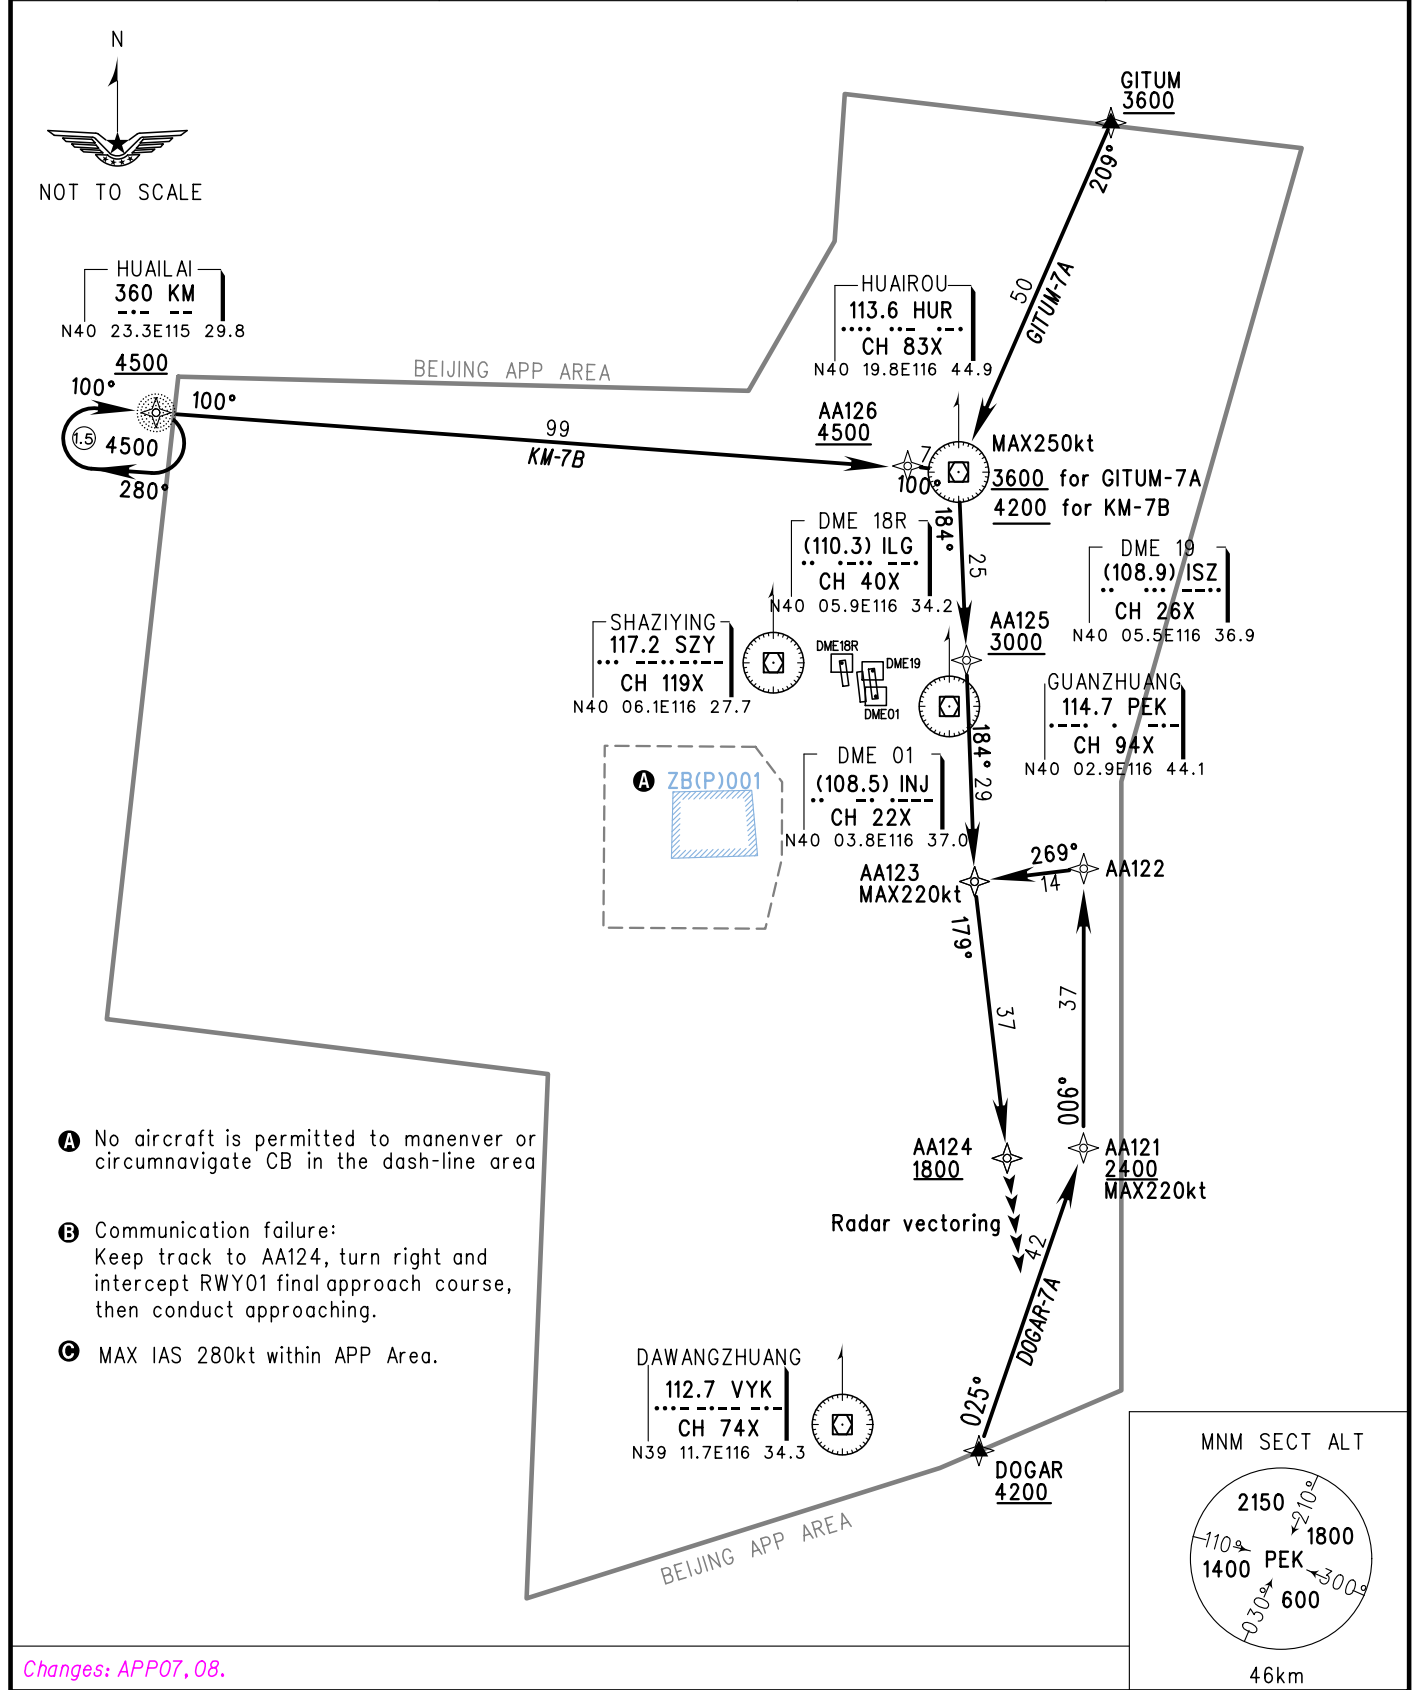 N
NOT TO SCALE
GITUM
3600
209°
50
GITUM-7A
HUAILAI
360 KM
N40 23.3E115 29.8
4500
100°
100°
1.5
4500
280°
BEIJING APP AREA
99
KM-7B
HUAIROU
113.6 HUR
CH 83X
N40 19.8E116 44.9
AA126
4500
7
100°
MAX250kt
3600 for GITUM-7A
4200 for KM-7B
184°
25
DME 18R
(110.3) ILG
CH 40X
N40 05.9E116 34.2
DME 19
(108.9) ISZ
CH 26X
N40 05.5E116 36.9
SHAZIYING
117.2 SZY
CH 119X
N40 06.1E116 27.7
DME18R
DME19
DME01
AA125
3000
GUANZHUANG
114.7 PEK
CH 94X
N40 02.9E116 44.1
184°
29
DME 01
(108.5) INJ
CH 22X
N40 03.8E116 37.0
A ZB(P)001
AA123
MAX220kt
269°
14
AA122
179°
37
37
006°
AA124
1800
AA121
2400
MAX220kt
Radar vectoring
42
DOGAR-7A
025°
A No aircraft is permitted to manenver or
circumnavigate CB in the dash-line area
B Communication failure:
Keep track to AA124, turn right and
intercept RWY01 final approach course,
then conduct approaching.
C MAX IAS 280kt within APP Area.
DAWANGZHUANG
112.7 VYK
CH 74X
N39 11.7E116 34.3
DOGAR
4200
BEIJING APP AREA
MNM SECT ALT
2150
210°
1800
110°
PEK
1400
300°
600
030°
46km
Changes: APP07, 08.